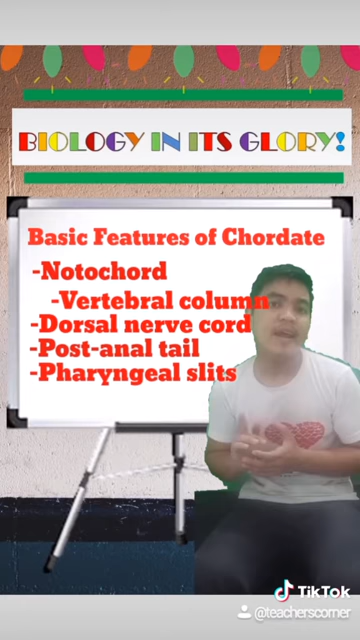 BIOLOGY IN ITS GLORY!
Basic Features of Chordate
-Notochord
-Vertebral column
-Dorsal nerve cord
-Post-anal tail
-Pharyngeal slits
TikTok
@teacherscorner